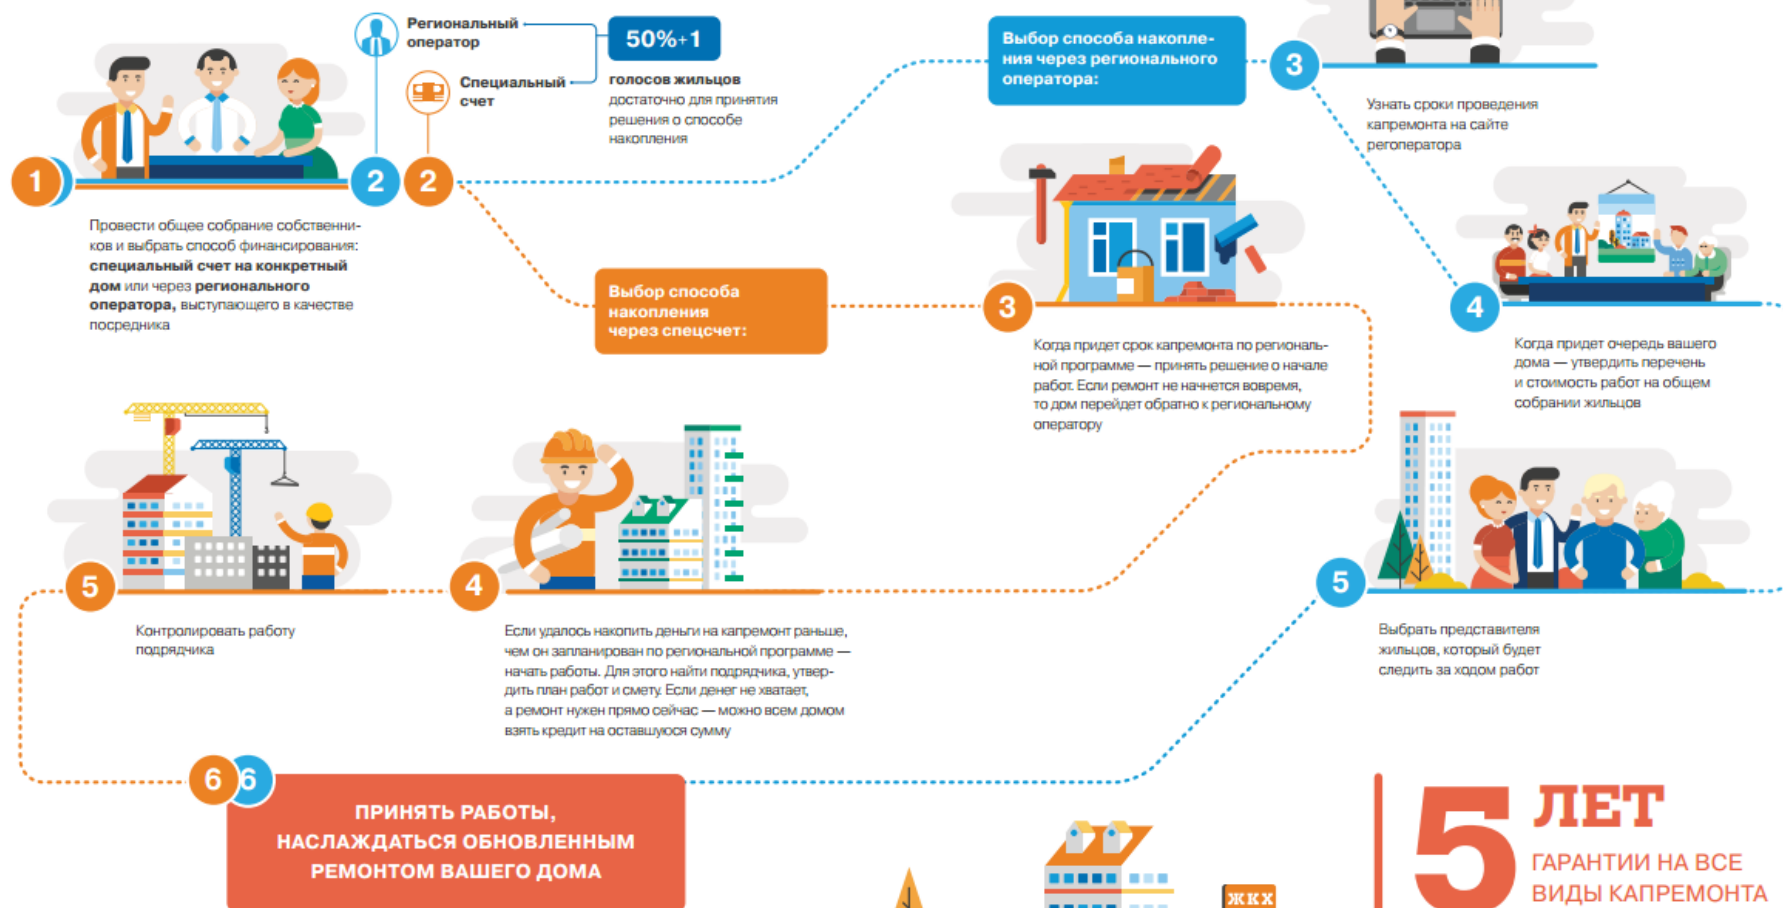 Региональный
оператор
50%+1
Специальный
счет
голосов жильцов
достаточно для принятия
решения о способе
накопления
1
2
2
Провести общее собрание собственни-
ков и выбрать способ финансирования:
специальный счет на конкретный
дом или через регионального
оператора, выступающего в качестве
посредника
Выбор способа накопле-
ния через регионального
оператора:
3
Узнать сроки проведения
капремонта на сайте
регоператора
Выбор способа
накопления
через спецсчет:
3
Когда придет срок капремонта по региональ-
ной программе — принять решение о начале
работ. Если ремонт не начнется вовремя,
то дом перейдет обратно к региональному
оператору
4
Когда придет очередь вашего
дома — утвердить перечень
и стоимость работ на общем
собрании жильцов
5
Контролировать работу
подрядчика
4
Если удалось накопить деньги на капремонт раньше,
чем он запланирован по региональной программе —
начать работы. Для этого найти подрядчика, утвер-
дить план работ и смету. Если денег не хватает,
а ремонт нужен прямо сейчас — можно всем домом
взять кредит на оставшуюся сумму
5
Выбрать представителя
жильцов, который будет
следить за ходом работ
6
6
ПРИНЯТЬ РАБОТЫ,
НАСЛАЖДАТЬСЯ ОБНОВЛЕННЫМ
РЕМОНТОМ ВАШЕГО ДОМА
ЖКХ
5 ЛЕТ
ГАРАНТИИ НА ВСЕ
ВИДЫ КАПРЕМОНТА